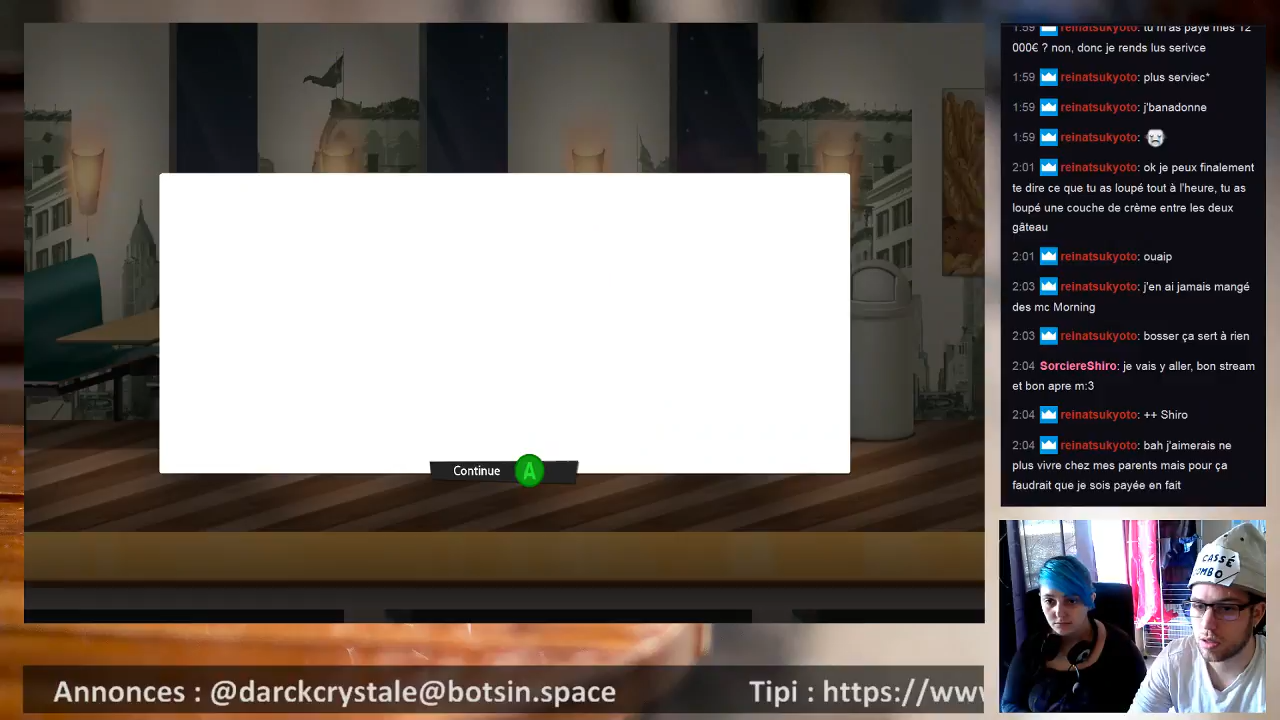 1:59 reinatsukyoto: tu m'as payé mes 12
000€ ? non, donc je rends lus serivce
1:59 reinatsukyoto: plus serviec*
1:59 reinatsukyoto: j'banadonne
1:59 reinatsukyoto:
2:01 reinatsukyoto: ok je peux finalement
te dire ce que tu as loupé tout à l'heure, tu as
loupé une couche de crème entre les deux
gâteau
2:01 reinatsukyoto: ouaip
2:03 reinatsukyoto: j'en ai jamais mangé
des mc Morning
2:03 reinatsukyoto: bosser ça sert à rien
2:04 SorciereShiro: je vais y aller, bon stream
et bon apre m:3
2:04 reinatsukyoto: ++ Shiro
2:04 reinatsukyoto: bah j'aimerais ne
plus vivre chez mes parents mais pour ça
faudrait que je sois payée en fait
Continue A
CASSÉ
OMBO
Annonces : @darckcrystale@botsin.space
Tipi : https://www